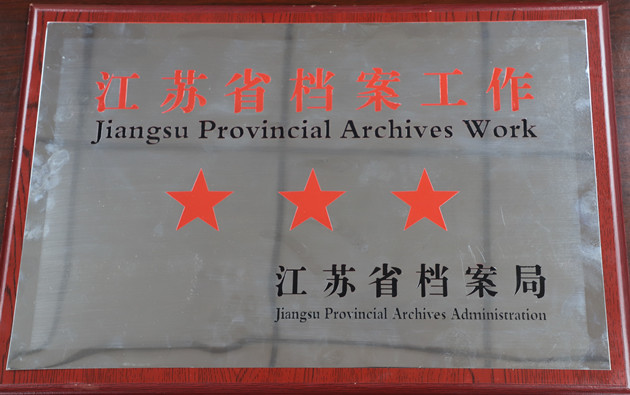 江苏省档案工作
Jiangsu Provincial Archives Work
江苏省档案局
Jiangsu Provincial Archives Administration